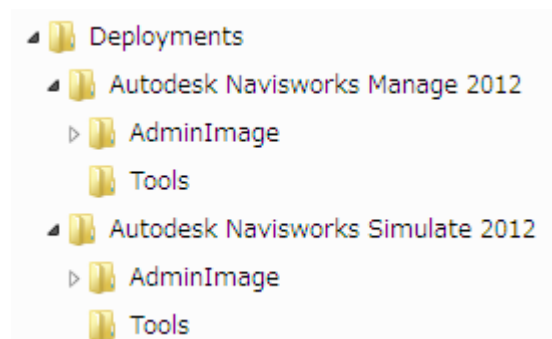 Deployments
Autodesk Navisworks Manage 2012
AdminImage
Tools
Autodesk Navisworks Simulate 2012
AdminImage
Tools